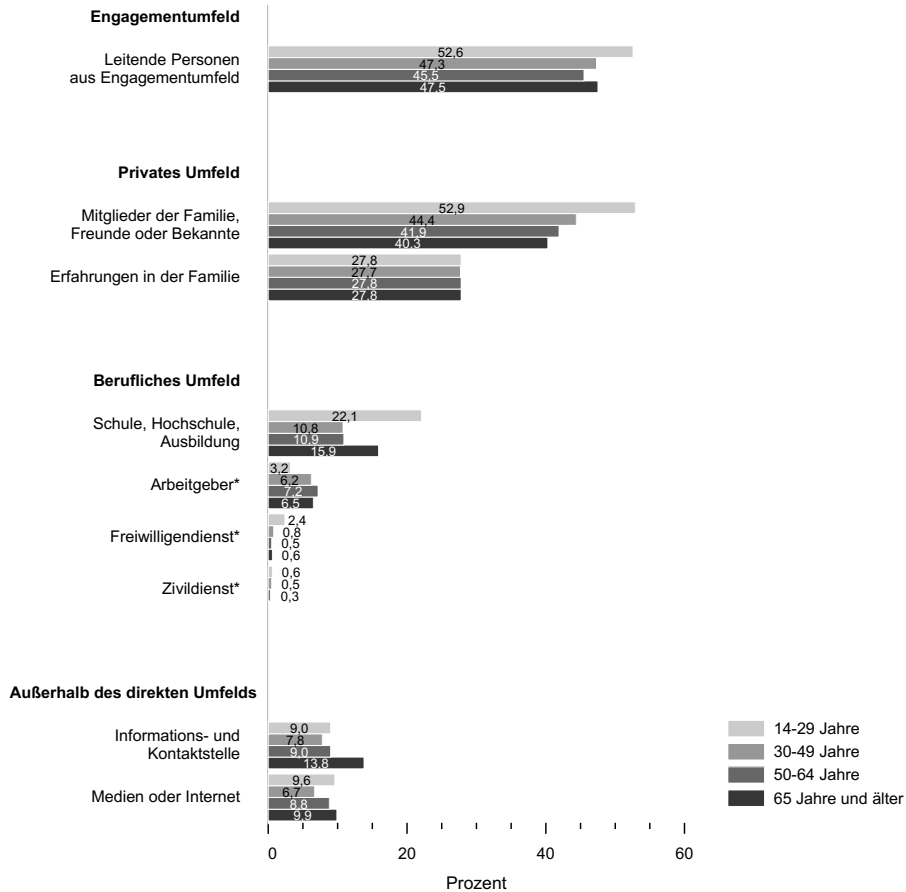 Engagementumfeld
Leitende Personen
aus Engagementumfeld
52,6
47,3
45,5
47,5
Privates Umfeld
Mitglieder der Familie,
Freunde oder Bekannte
52,9
44,4
41,9
40,3
Erfahrungen in der Familie
27,8
27,7
27,8
27,8
Berufliches Umfeld
Schule, Hochschule,
Ausbildung
22,1
10,8
10,9
15,9
Arbeitgeber*
3,2
6,2
7,2
6,5
Freiwilligendienst*
2,4
0,8
0,5
0,6
Zivildienst*
0,6
0,5
0,3
Außerhalb des direkten Umfelds
Informations- und
Kontaktstelle
9,0
7,8
9,0
13,8
Medien oder Internet
9,6
6,7
8,8
9,9
14-29 Jahre
30-49 Jahre
50-64 Jahre
65 Jahre und älter
0 20 40 60
Prozent